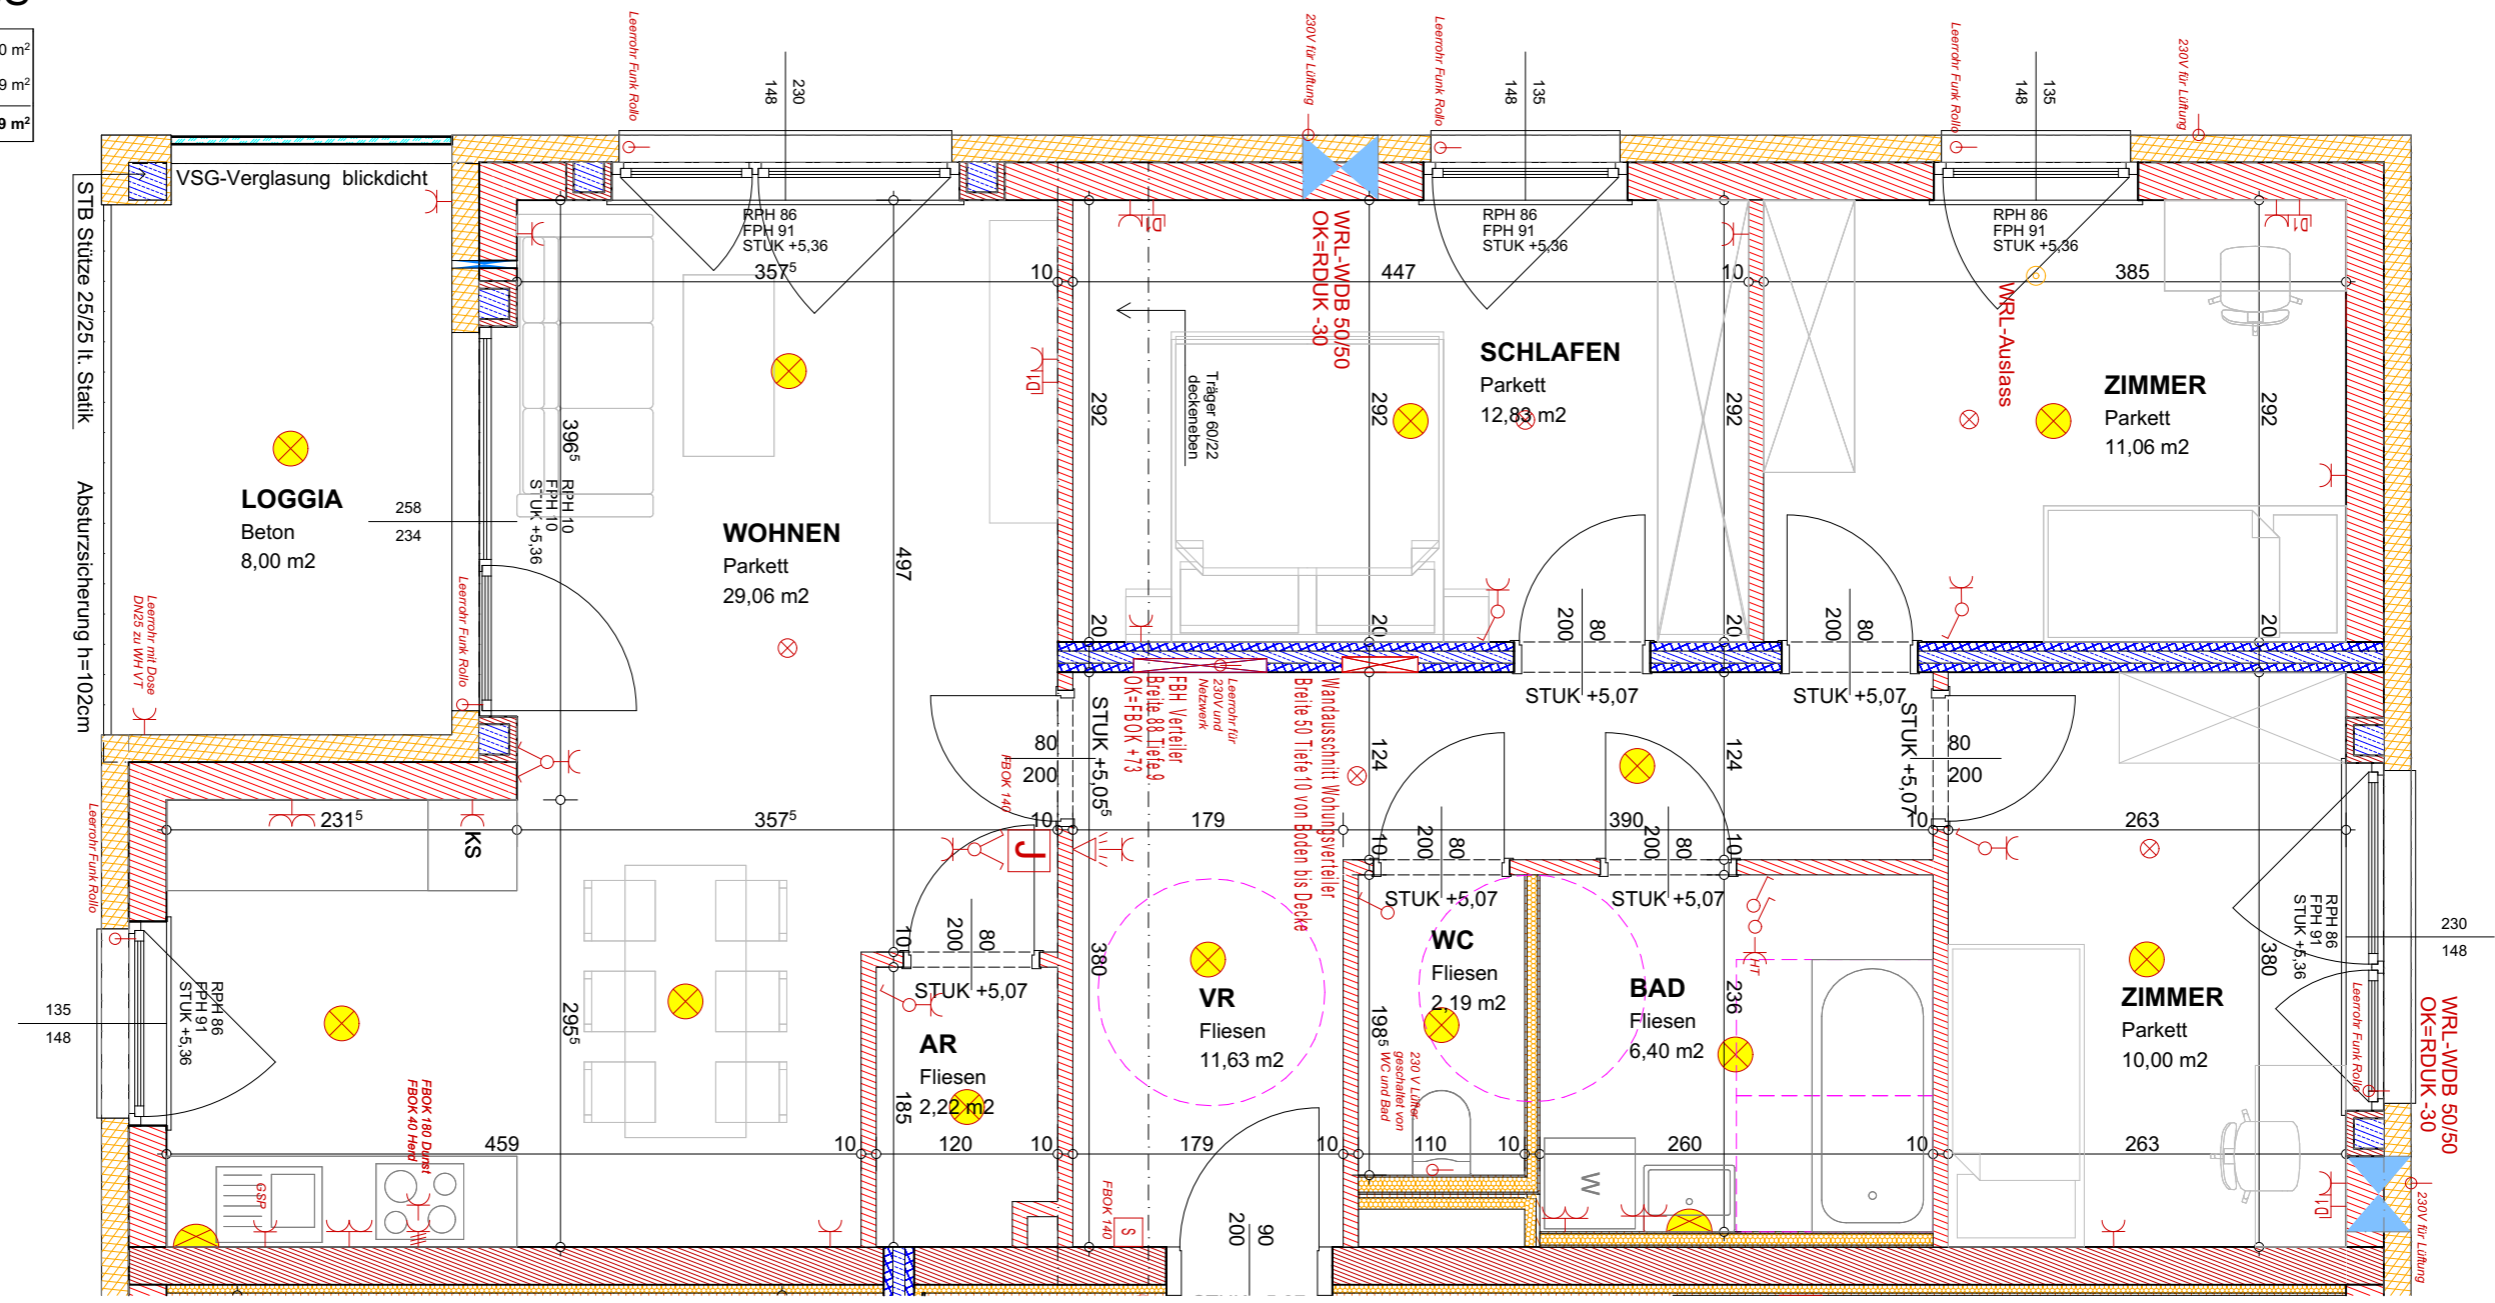 0 m²
9 m²
9 m²
Leerrohr Funk Rollo
230
148
230V für Lüftung
Leerrohr Funk Rollo
135
148
Leerrohr Funk Rollo
135
148
230V für Lüftung
VSG-Verglasung blickdicht
STB Stütze 25/25 lt. Statik
Absturzsicherung h=102cm
RPH 86
FPH 91
STUK +5,36
RPH 86
FPH 91
STUK +5,36
RPH 86
FPH 91
STUK +5,36
WRL-WDB 50/50
OK=RDUK -30
D1
D1
D1
357⁵
10
447
10
385
WRL-Auslass
S
Träger 60/22
deckeneben
SCHLAFEN
Parkett
12,83 m2
ZIMMER
Parkett
11,06 m2
292
292
292
292
396⁵
497
LOGGIA
Beton
8,00 m2
258
234
RPH 10
FPH 10
STUK +5,36
WOHNEN
Parkett
29,06 m2
Leerrohr Funk Rollo
Leerrohr mit Dose
DN25 zu WH VT
20
20
20
20
80
200
80
200
STUK +5,07
STUK +5,07
STUK +5,05⁵
80
200
STUK +5,07
80
200
FBH Verteiler
Breite 88 Tiefe 9
OK=FBOK +73
Leerrohr für
230V und
Netzwerk
Wandausschnitt Wohnungsverteiler
Breite 50 Tiefe 10 von Boden bis Decke
124
124
FBOK 140
J
Leerrohr Funk Rollo
231⁵
KS
357⁵
10
179
390
10
263
10
10
80
200
80
200
STUK +5,07
STUK +5,07
RPH 86
FPH 91
STUK +5,36
230
148
10
80
200
STUK +5,07
380
380
WC
Fliesen
2,19 m2
BAD
Fliesen
6,40 m2
HT
236
198⁵
VR
Fliesen
11,63 m2
ZIMMER
Parkett
10,00 m2
Leerrohr Funk Rollo
WRL-WDB 50/50
OK=RDUK -30
135
148
RPH 86
FPH 91
STUK +5,36
295⁵
AR
Fliesen
2,22 m2
185
230 V Lüfter
geschaltet von
WC und Bad
FBOK 180 Dunst
FBOK 40 Herd
459
10
120
10
179
10
110
10
260
10
263
GSP
W
D1
FBOK 140
S
90
200
230V für Lüftung